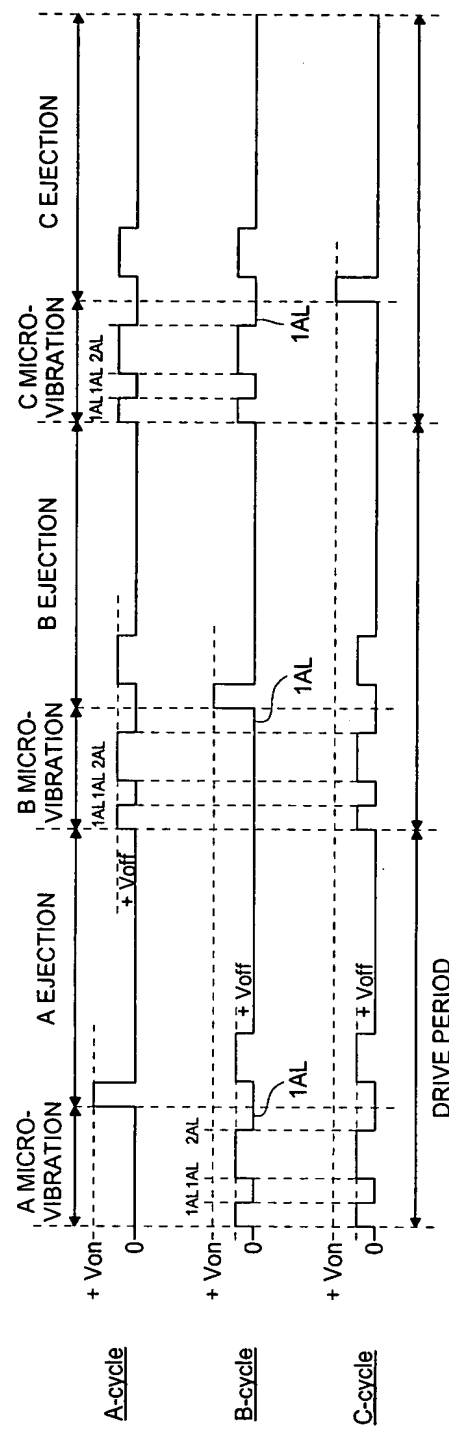 A MICRO-
VIBRATION
A EJECTION
B MICRO-
VIBRATION
B EJECTION
C MICRO-
VIBRATION
C EJECTION
A-cycle
+ Von
0
+ Voff
1AL 1AL 2AL
1AL 1AL 2AL
B-cycle
+ Von
0
1AL 1AL 2AL
1AL
+ Voff
1AL
1AL
C-cycle
+ Von
0
+ Voff
DRIVE PERIOD